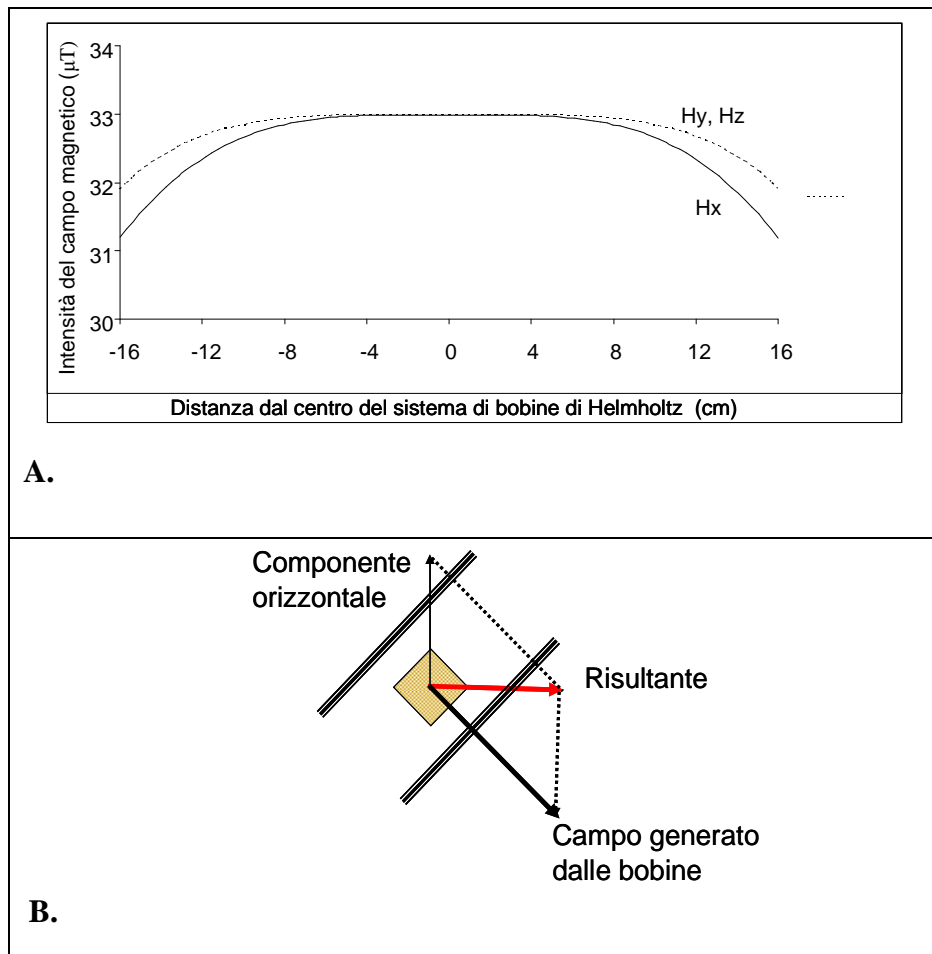 Intensità del campo magnetico (µT)
34
33
32
31
30
Hy, Hz
Hx
-16 -12 -8 -4 0 4 8 12 16
Distanza dal centro del sistema di bobine di Helmholtz (cm)
A.
Componente
orizzontale
Risultante
Campo generato
dalle bobine
B.